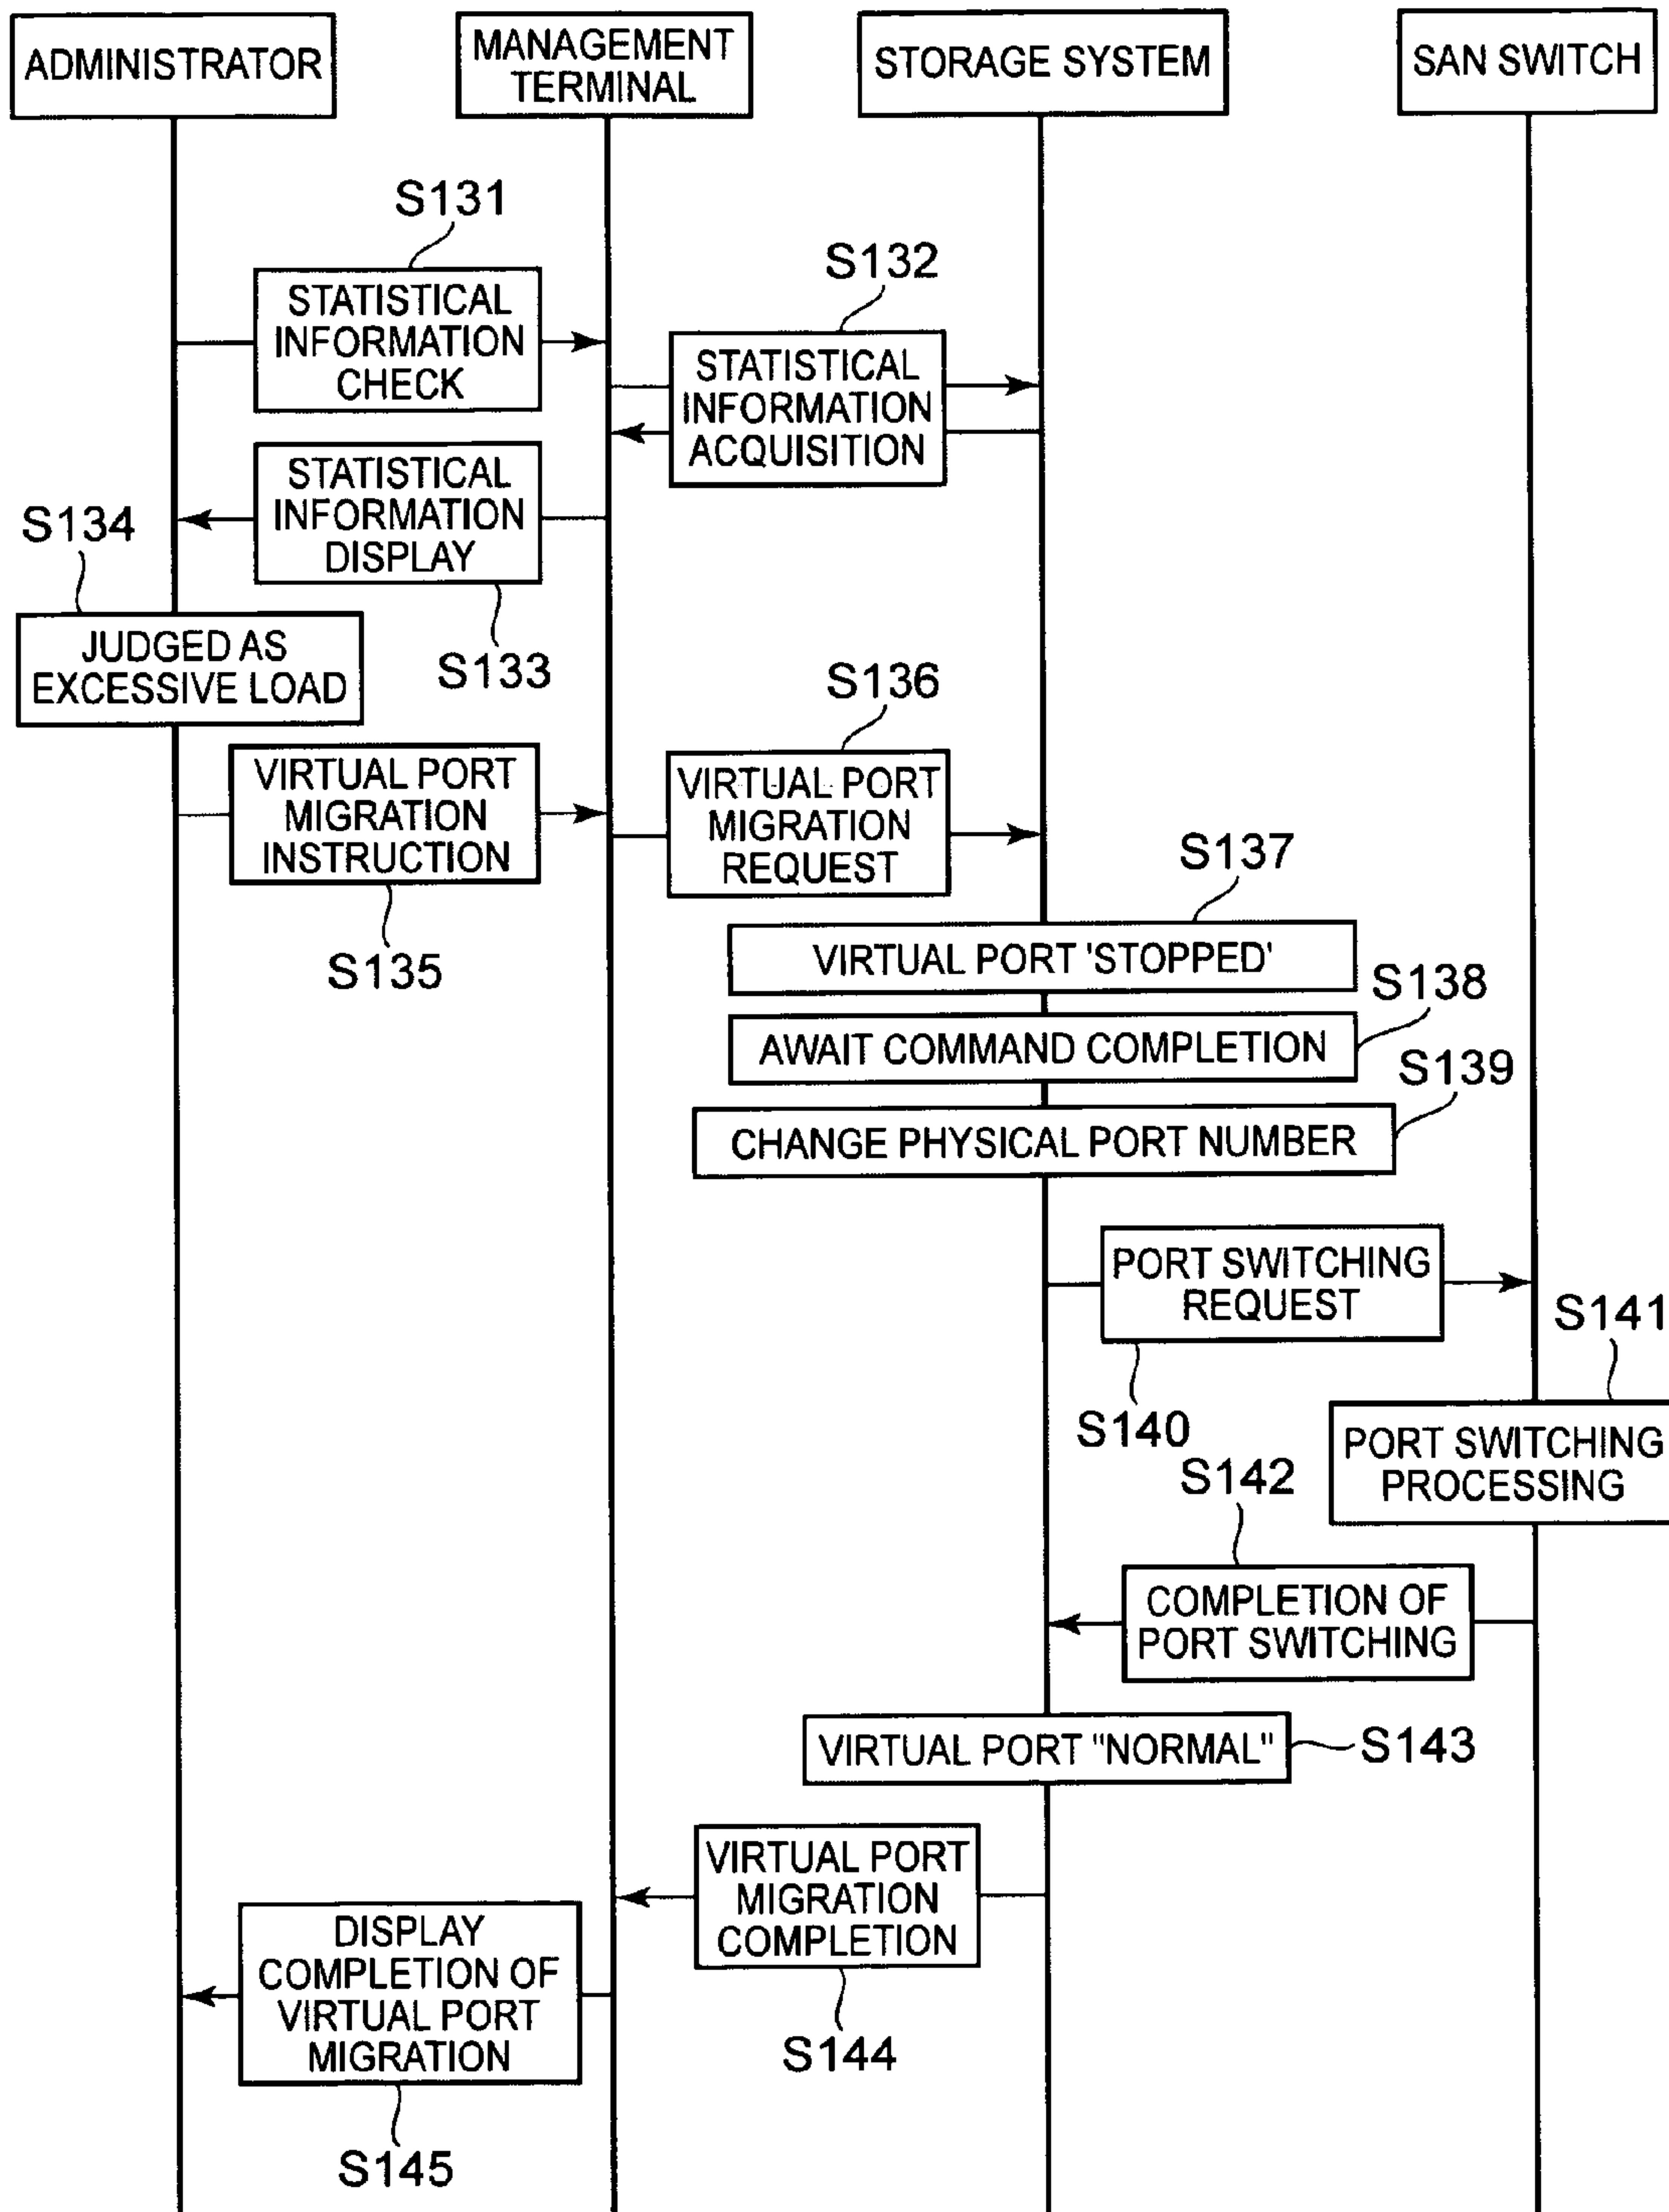 ADMINISTRATOR
MANAGEMENT
TERMINAL
STORAGE SYSTEM
SAN SWITCH
S131
STATISTICAL
INFORMATION
CHECK
S132
STATISTICAL
INFORMATION
ACQUISITION
STATISTICAL
INFORMATION
DISPLAY
S133
S134
JUDGED AS
EXCESSIVE LOAD
VIRTUAL PORT
MIGRATION
INSTRUCTION
S135
S136
VIRTUAL PORT
MIGRATION
REQUEST
S137
VIRTUAL PORT 'STOPPED'
S138
AWAIT COMMAND COMPLETION
S139
CHANGE PHYSICAL PORT NUMBER
PORT SWITCHING
REQUEST
S140
S141
PORT SWITCHING
PROCESSING
S142
COMPLETION OF
PORT SWITCHING
VIRTUAL PORT "NORMAL"
S143
VIRTUAL PORT
MIGRATION
COMPLETION
S144
DISPLAY
COMPLETION OF
VIRTUAL PORT
MIGRATION
S145